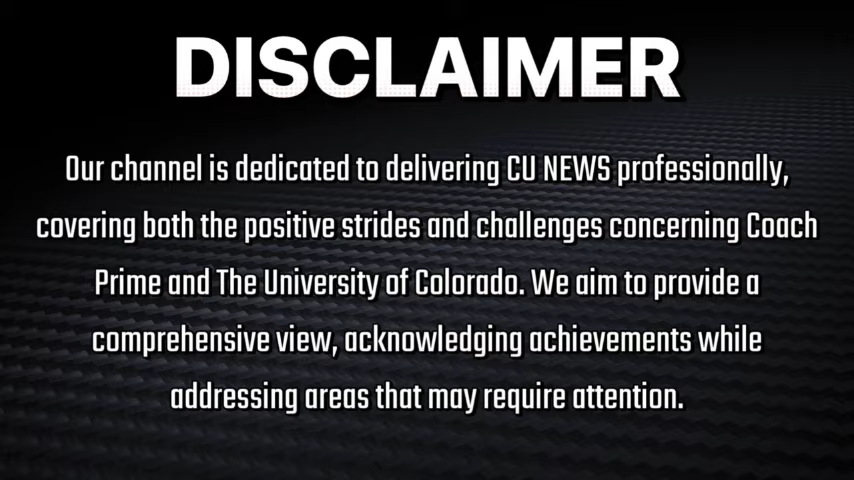 DISCLAIMER
Our channel is dedicated to delivering CU NEWS professionally,
covering both the positive strides and challenges concerning Coach
Prime and The University of Colorado. We aim to provide a
comprehensive view, acknowledging achievements while
addressing areas that may require attention.